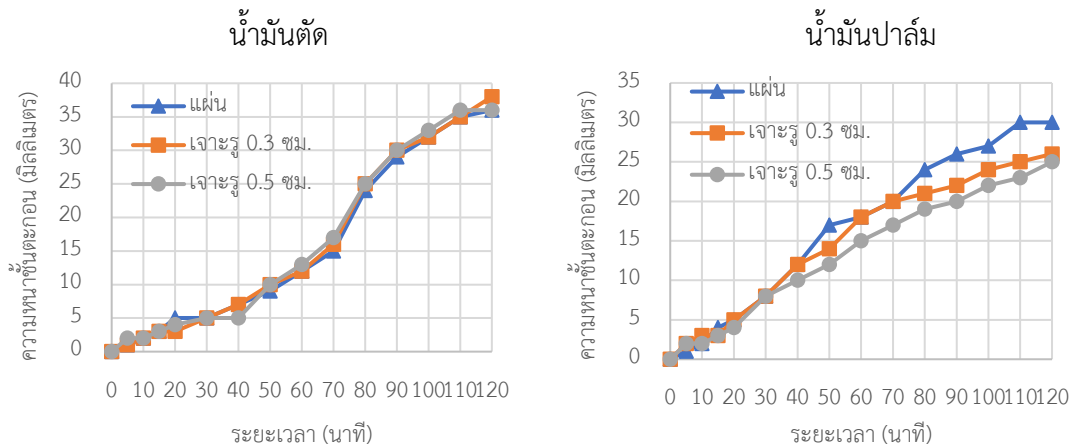 น้ำมันตัด
ความหนาชั้นตะกอน (มิลลิเมตร)
40
35
30
25
20
15
10
5
0
แผ่น
เจาะรู 0.3 ซม.
เจาะรู 0.5 ซม.
0 10 20 30 40 50 60 70 80 90 100 110 120
ระยะเวลา (นาที)
น้ำมันปาล์ม
ความหนาชั้นตะกอน (มิลลิเมตร)
35
30
25
20
15
10
5
0
แผ่น
เจาะรู 0.3 ซม.
เจาะรู 0.5 ซม.
0 10 20 30 40 50 60 70 80 90 100 110 120
ระยะเวลา (นาที)